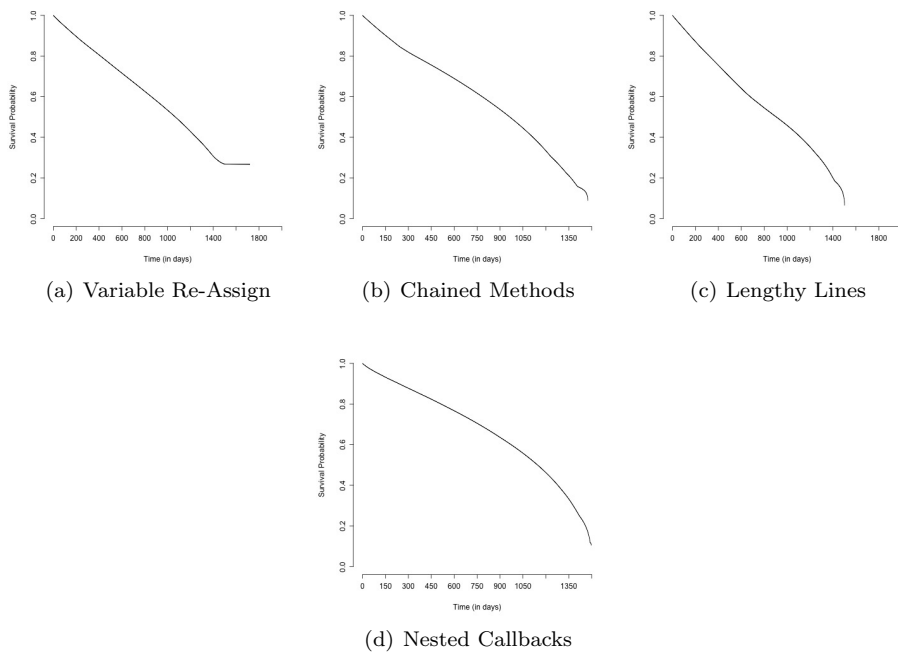 1.0
0.8
0.6
0.4
0.2
0.0
Survival Probability
0 200 400 600 800 1000 1400 1800
Time (in days)
(a) Variable Re-Assign
1.0
0.8
0.6
0.4
0.2
0.0
Survival Probability
0 150 300 450 600 750 900 1050 1350
Time (in days)
(b) Chained Methods
1.0
0.8
0.6
0.4
0.2
0.0
Survival Probability
0 200 400 600 800 1000 1400 1800
Time (in days)
(c) Lengthy Lines
1.0
0.8
0.6
0.4
0.2
0.0
Survival Probability
0 150 300 450 600 750 900 1050 1350
Time (in days)
(d) Nested Callbacks